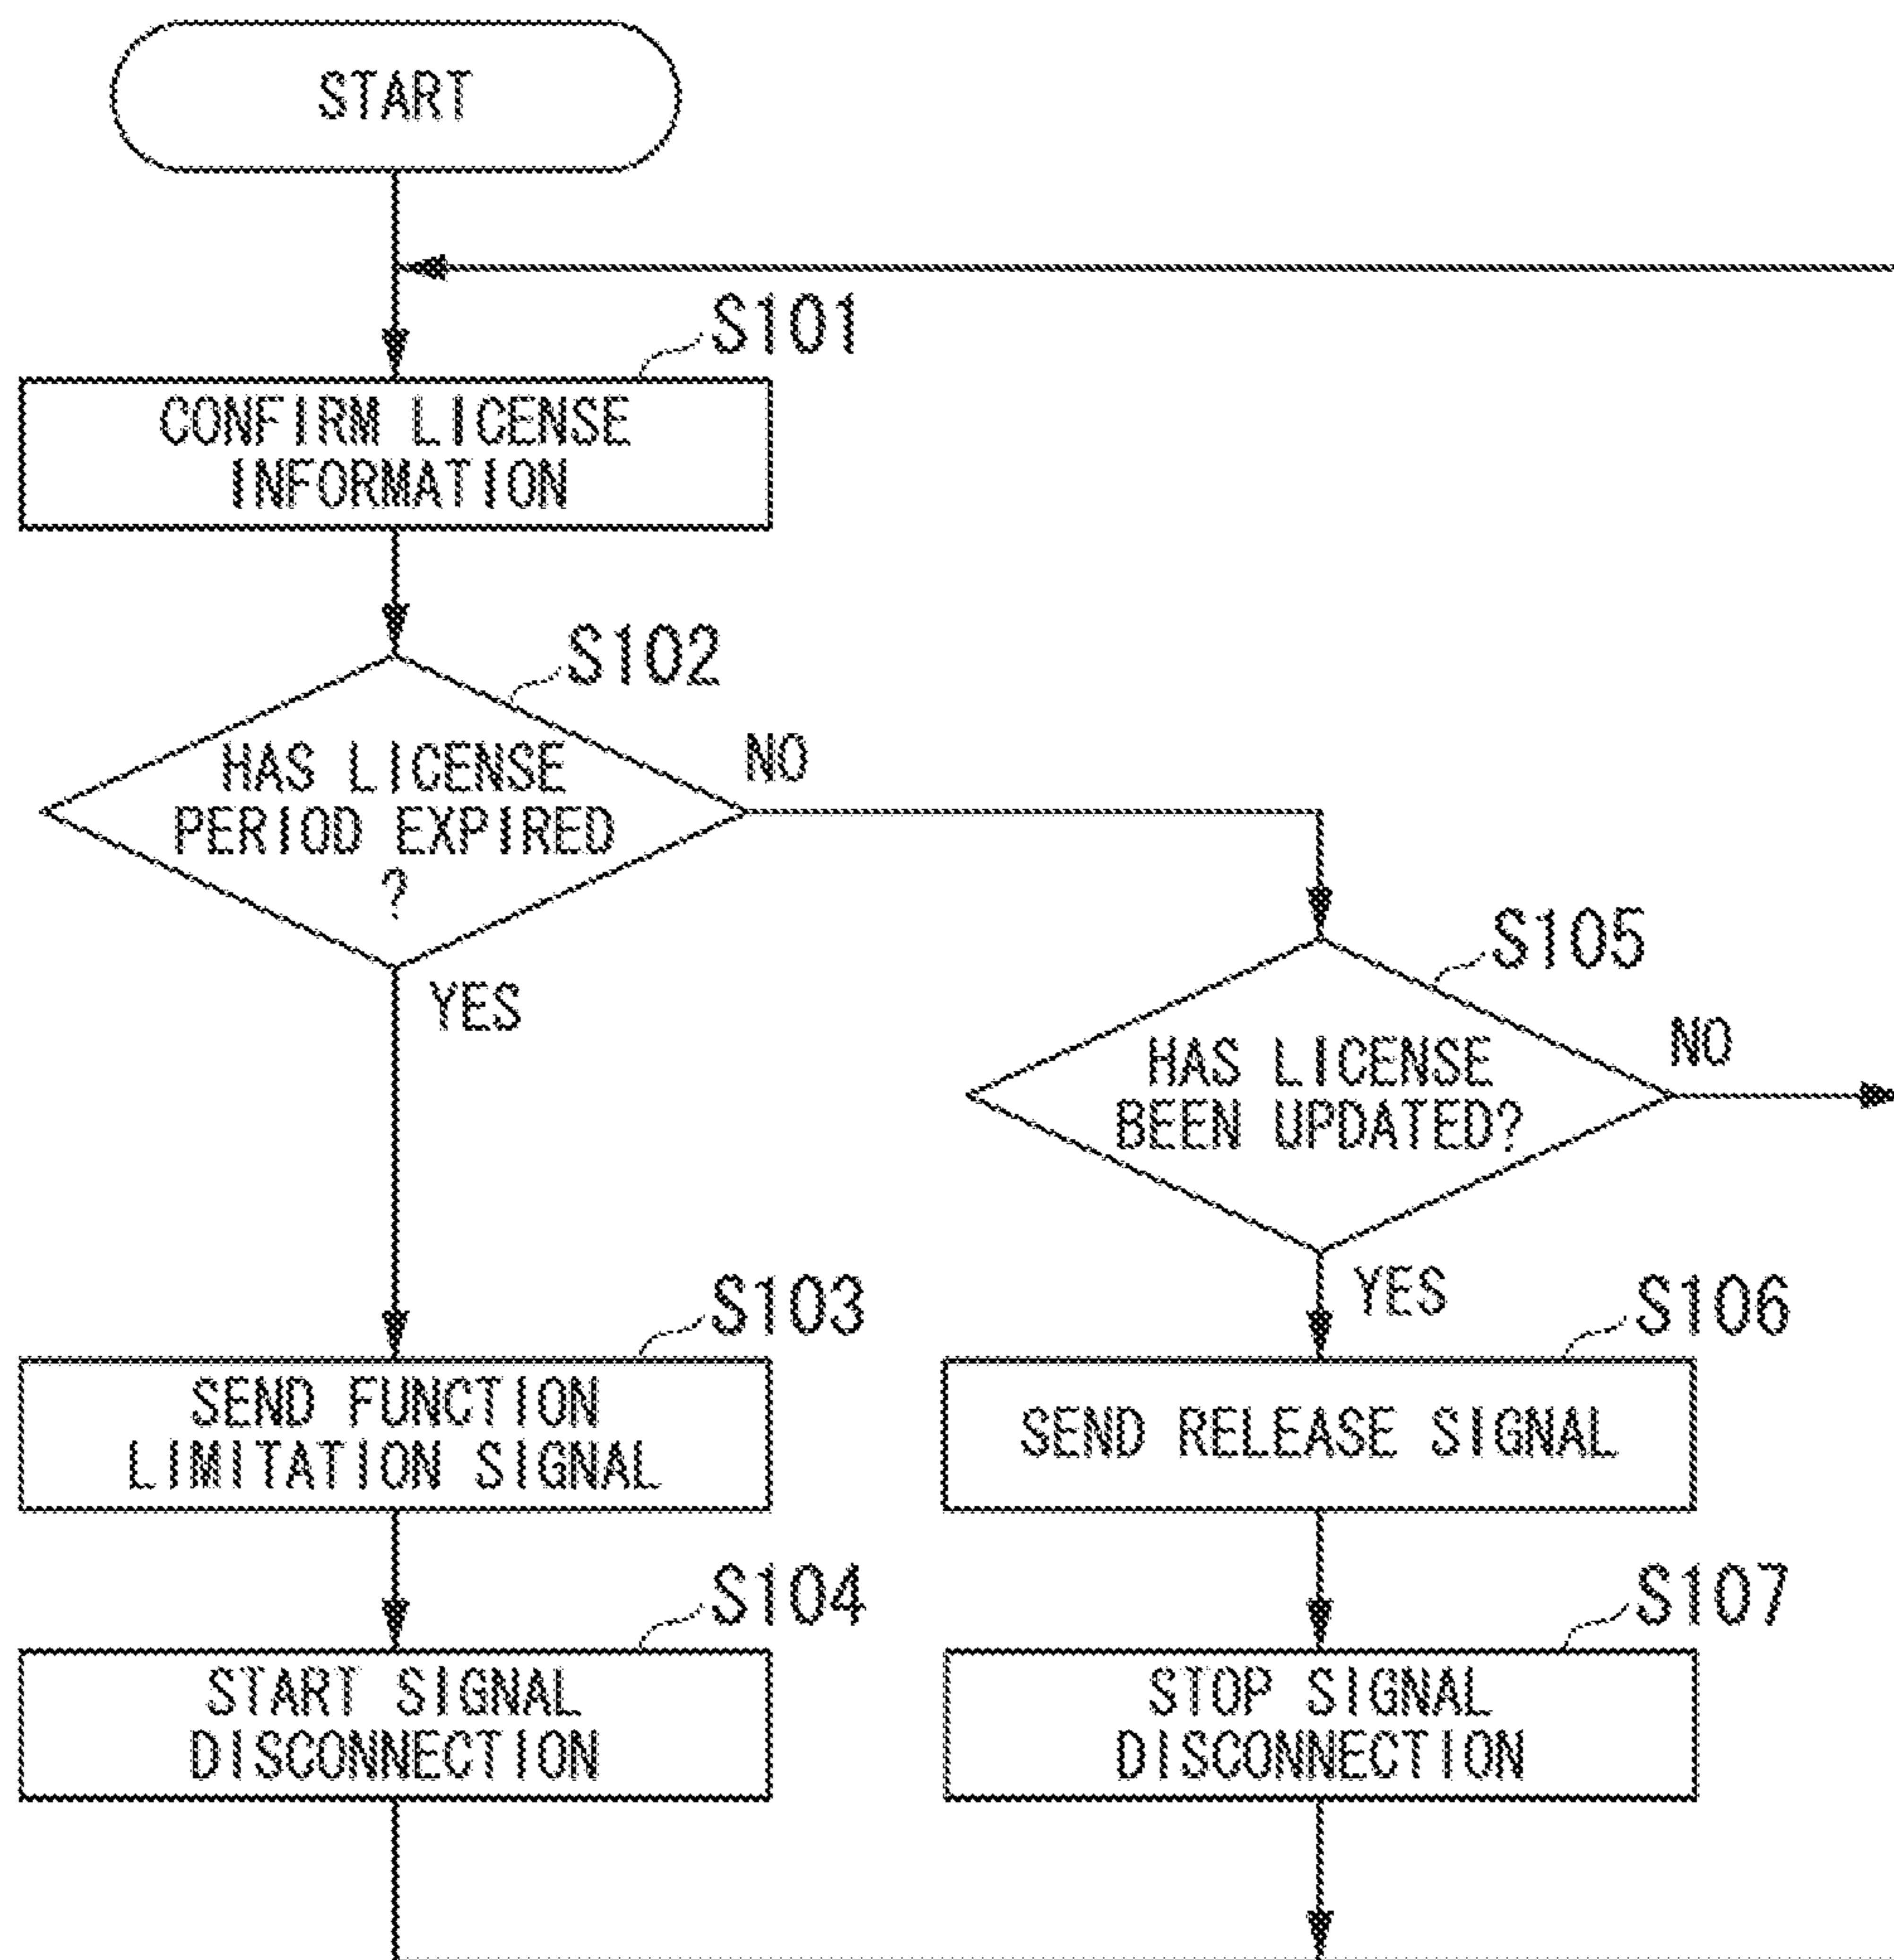 START
S101
CONFIRM LICENSE
INFORMATION
S102
HAS LICENSE
PERIOD EXPIRED
?
NO
YES
S105
HAS LICENSE
BEEN UPDATED?
NO
YES
S103
SEND FUNCTION
LIMITATION SIGNAL
S106
SEND RELEASE SIGNAL
S104
START SIGNAL
DISCONNECTION
S107
STOP SIGNAL
DISCONNECTION